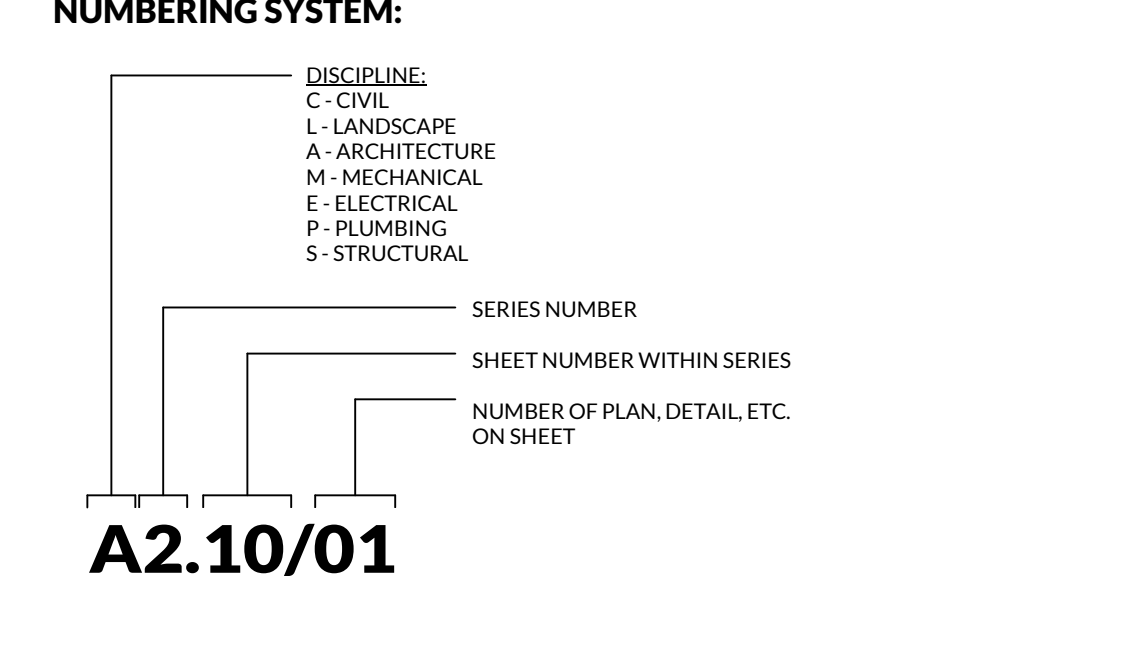 NUMBERING SYSTEM:
DISCIPLINE:
C - CIVIL
L - LANDSCAPE
A - ARCHITECTURE
M - MECHANICAL
E - ELECTRICAL
P - PLUMBING
S - STRUCTURAL
SERIES NUMBER
SHEET NUMBER WITHIN SERIES
NUMBER OF PLAN, DETAIL, ETC.
ON SHEET
A2.10/01